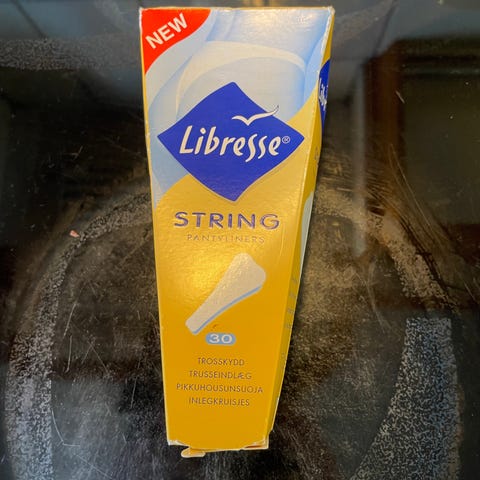 NEW
Libresse®
STRING
PANTYLINERS
30
TROSSKYDD
TRUSSEINDLÆG
PIKKUHOUSUNSUOJA
INLEGKRUISJES